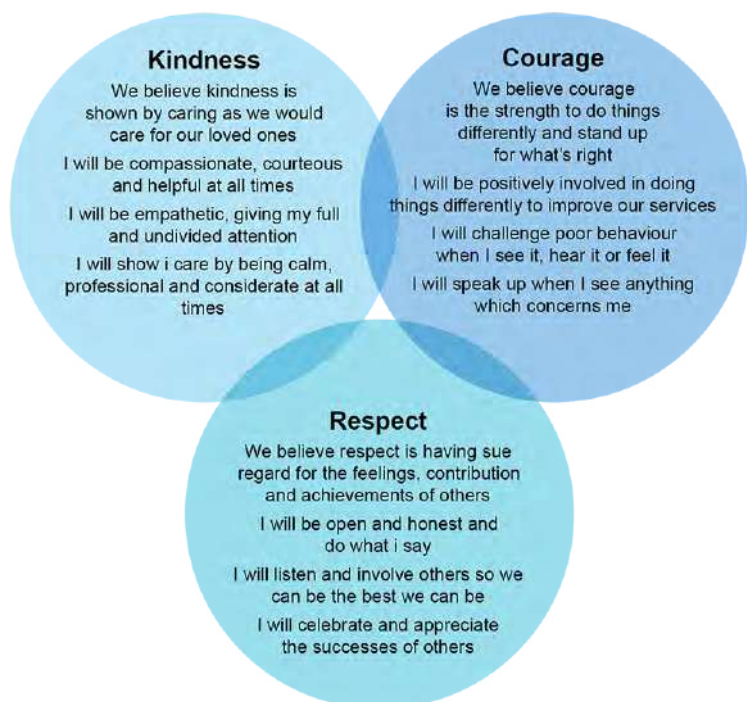 Kindness
We believe kindness is
shown by caring as we would
care for our loved ones
I will be compassionate, courteous
and helpful at all times
I will be empathetic, giving my full
and undivided attention
I will show i care by being calm,
professional and considerate at all
times
Courage
We believe courage
is the strength to do things
differently and stand up
for what's right
I will be positively involved in doing
things differently to improve our services
I will challenge poor behaviour
when I see it, hear it or feel it
I will speak up when I see anything
which concerns me
Respect
We believe respect is having sue
regard for the feelings, contribution
and achievements of others
I will be open and honest and
do what i say
I will listen and involve others so we
can be the best we can be
I will celebrate and appreciate
the successes of others